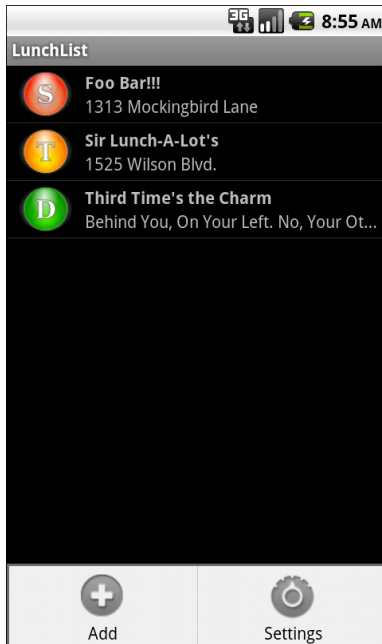 3G 8:55 AM
LunchList
S Foo Bar!!!
1313 Mockingbird Lane
T Sir Lunch-A-Lot's
1525 Wilson Blvd.
D Third Time's the Charm
Behind You, On Your Left. No, Your Ot...
Add Settings